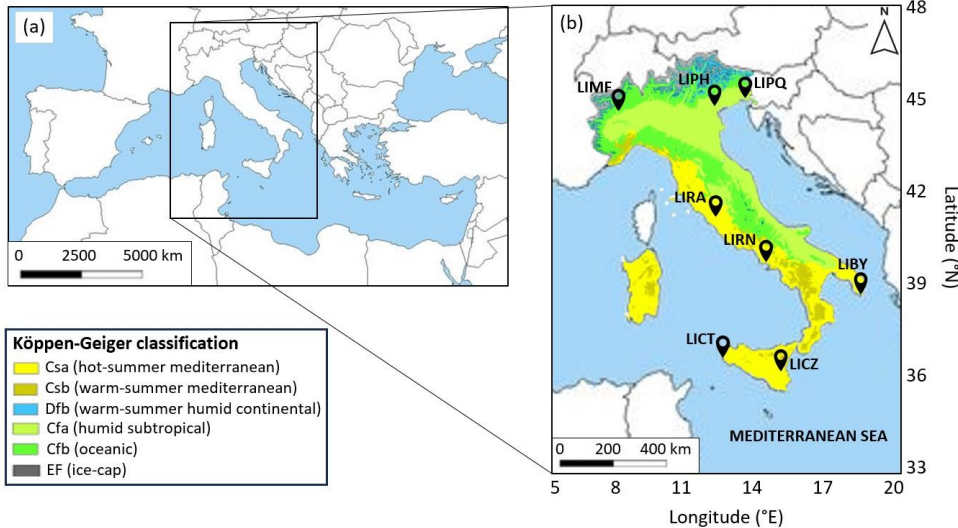 (a)
0 2500 5000 km
Köppen-Geiger classification
Csa (hot-summer mediterranean)
Csb (warm-summer mediterranean)
Dfb (warm-summer humid continental)
Cfa (humid subtropical)
Cfb (oceanic)
EF (ice-cap)
(b)
N
LIMF
LIPH
LIPQ
LIRA
LIRN
LIBY
LICT
LICZ
MEDITERRANEAN SEA
0 200 400 km
48
45
42
39
36
33
Latitude (°N)
5 8 11 14 17 20
Longitude (°E)